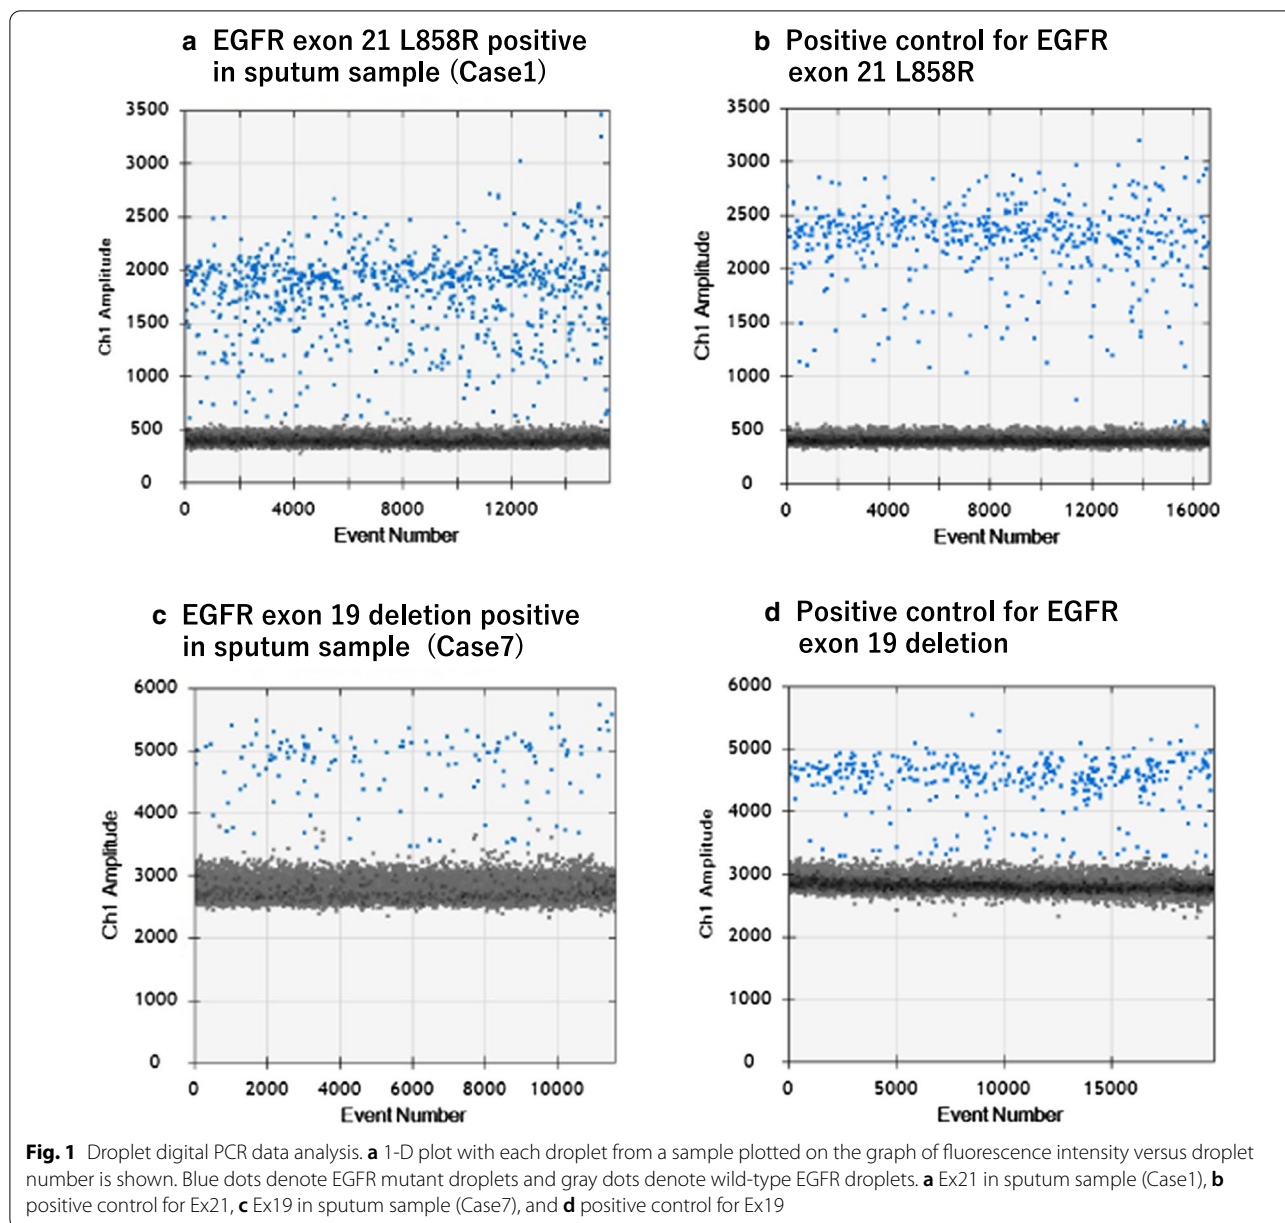 a EGFR exon 21 L858R positive
in sputum sample (Case1)
3500
3000
2500
2000
1500
1000
500
0
Ch1 Amplitude
0 4000 8000 12000
Event Number
b Positive control for EGFR
exon 21 L858R
3500
3000
2500
2000
1500
1000
500
0
Ch1 Amplitude
0 4000 8000 12000 16000
Event Number
c EGFR exon 19 deletion positive
in sputum sample (Case7)
6000
5000
4000
3000
2000
1000
0
Ch1 Amplitude
0 2000 4000 6000 8000 10000
Event Number
d Positive control for EGFR
exon 19 deletion
6000
5000
4000
3000
2000
1000
0
Ch1 Amplitude
0 5000 10000 15000
Event Number
Fig. 1 Droplet digital PCR data analysis. a 1-D plot with each droplet from a sample plotted on the graph of fluorescence intensity versus droplet
number is shown. Blue dots denote EGFR mutant droplets and gray dots denote wild-type EGFR droplets. a Ex21 in sputum sample (Case1), b
positive control for Ex21, c Ex19 in sputum sample (Case7), and d positive control for Ex19